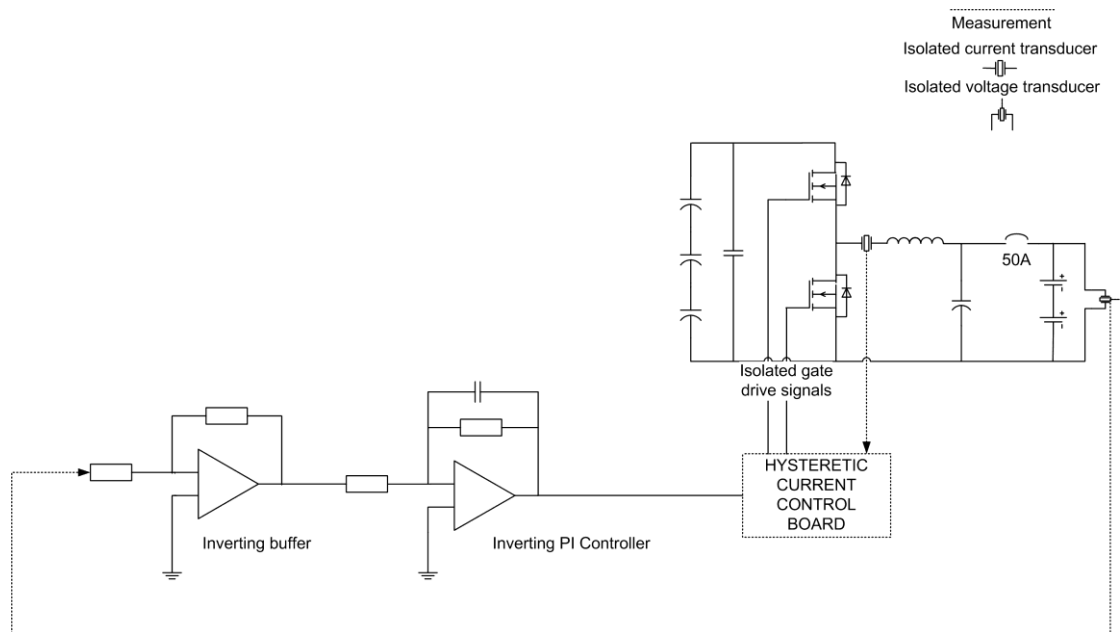 Measurement
Isolated current transducer
Isolated voltage transducer
50A
+
-
+
-
Isolated gate
drive signals
HYSTERETIC
CURRENT
CONTROL
BOARD
Inverting buffer
Inverting PI Controller